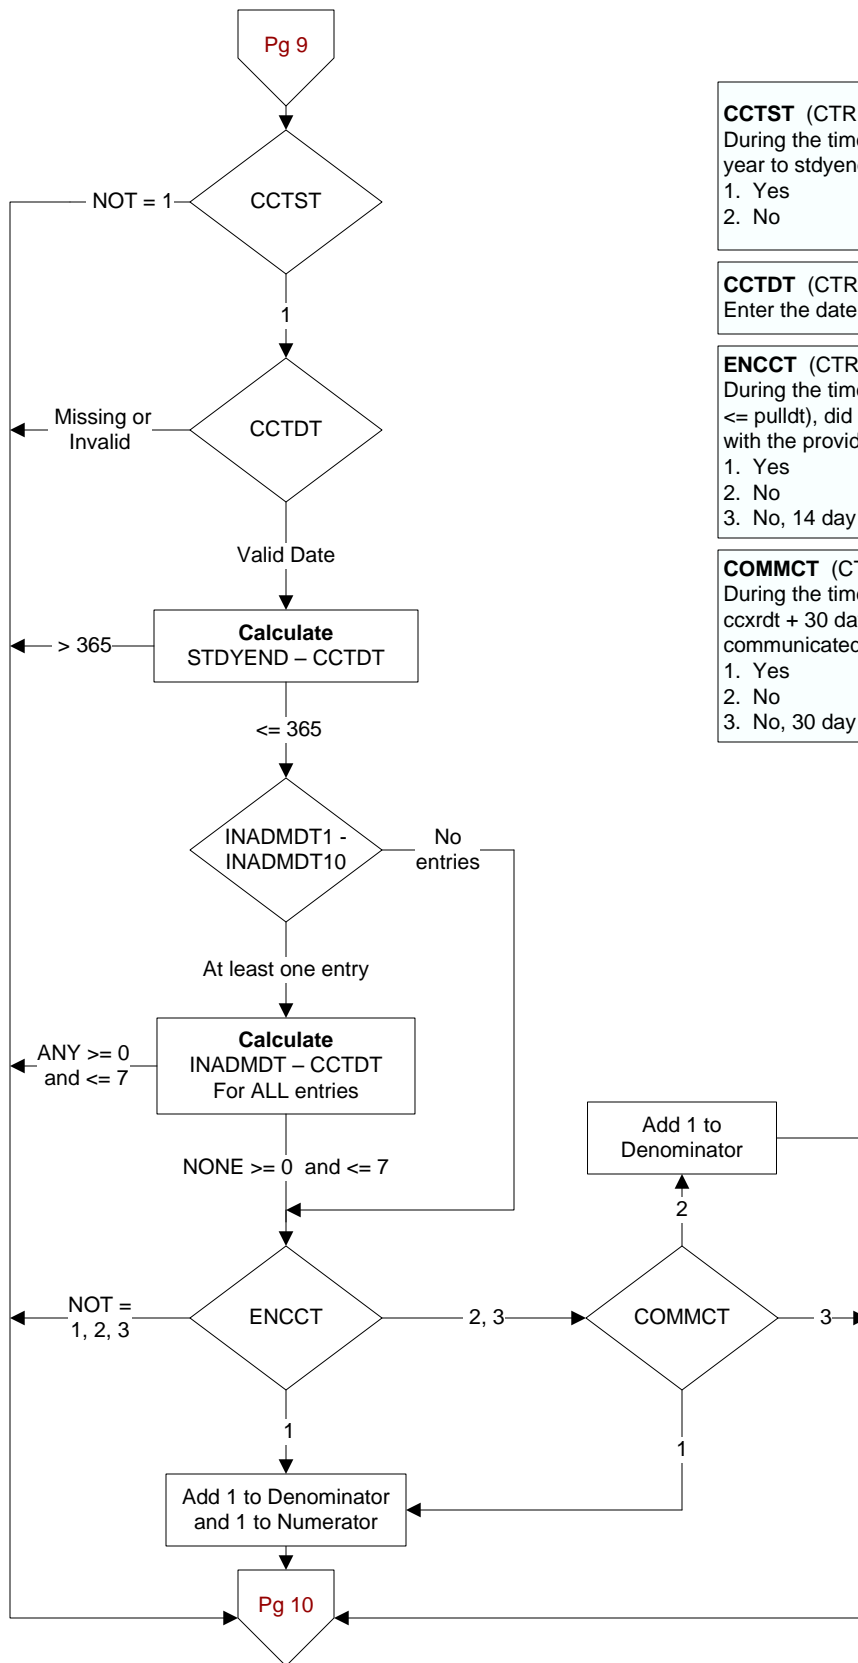 Pg 9
CCTST
NOT = 1
1
CCTDT
Missing or
Invalid
Valid Date
Calculate
STDYEND – CCTDT
> 365
<= 365
INADMDT1 -
INADMDT10
No
entries
At least one entry
Calculate
INADMDT – CCTDT
For ALL entries
ANY >= 0
and <= 7
NONE >= 0 and <= 7
ENCCT
NOT =
1, 2, 3
2, 3
COMMCT
2
Add 1 to
Denominator
3
1
1
Add 1 to Denominator
and 1 to Numerator
Pg 10
CCTST (CTR
During the time
year to stdyen
1. Yes
2. No
CCTDT (CTR
Enter the date
ENCCT (CTR
During the time
<= pulldt), did
with the provid
1. Yes
2. No
3. No, 14 day
COMMCT (CT
During the time
ccxrdt + 30 da
communicated
1. Yes
2. No
3. No, 30 day